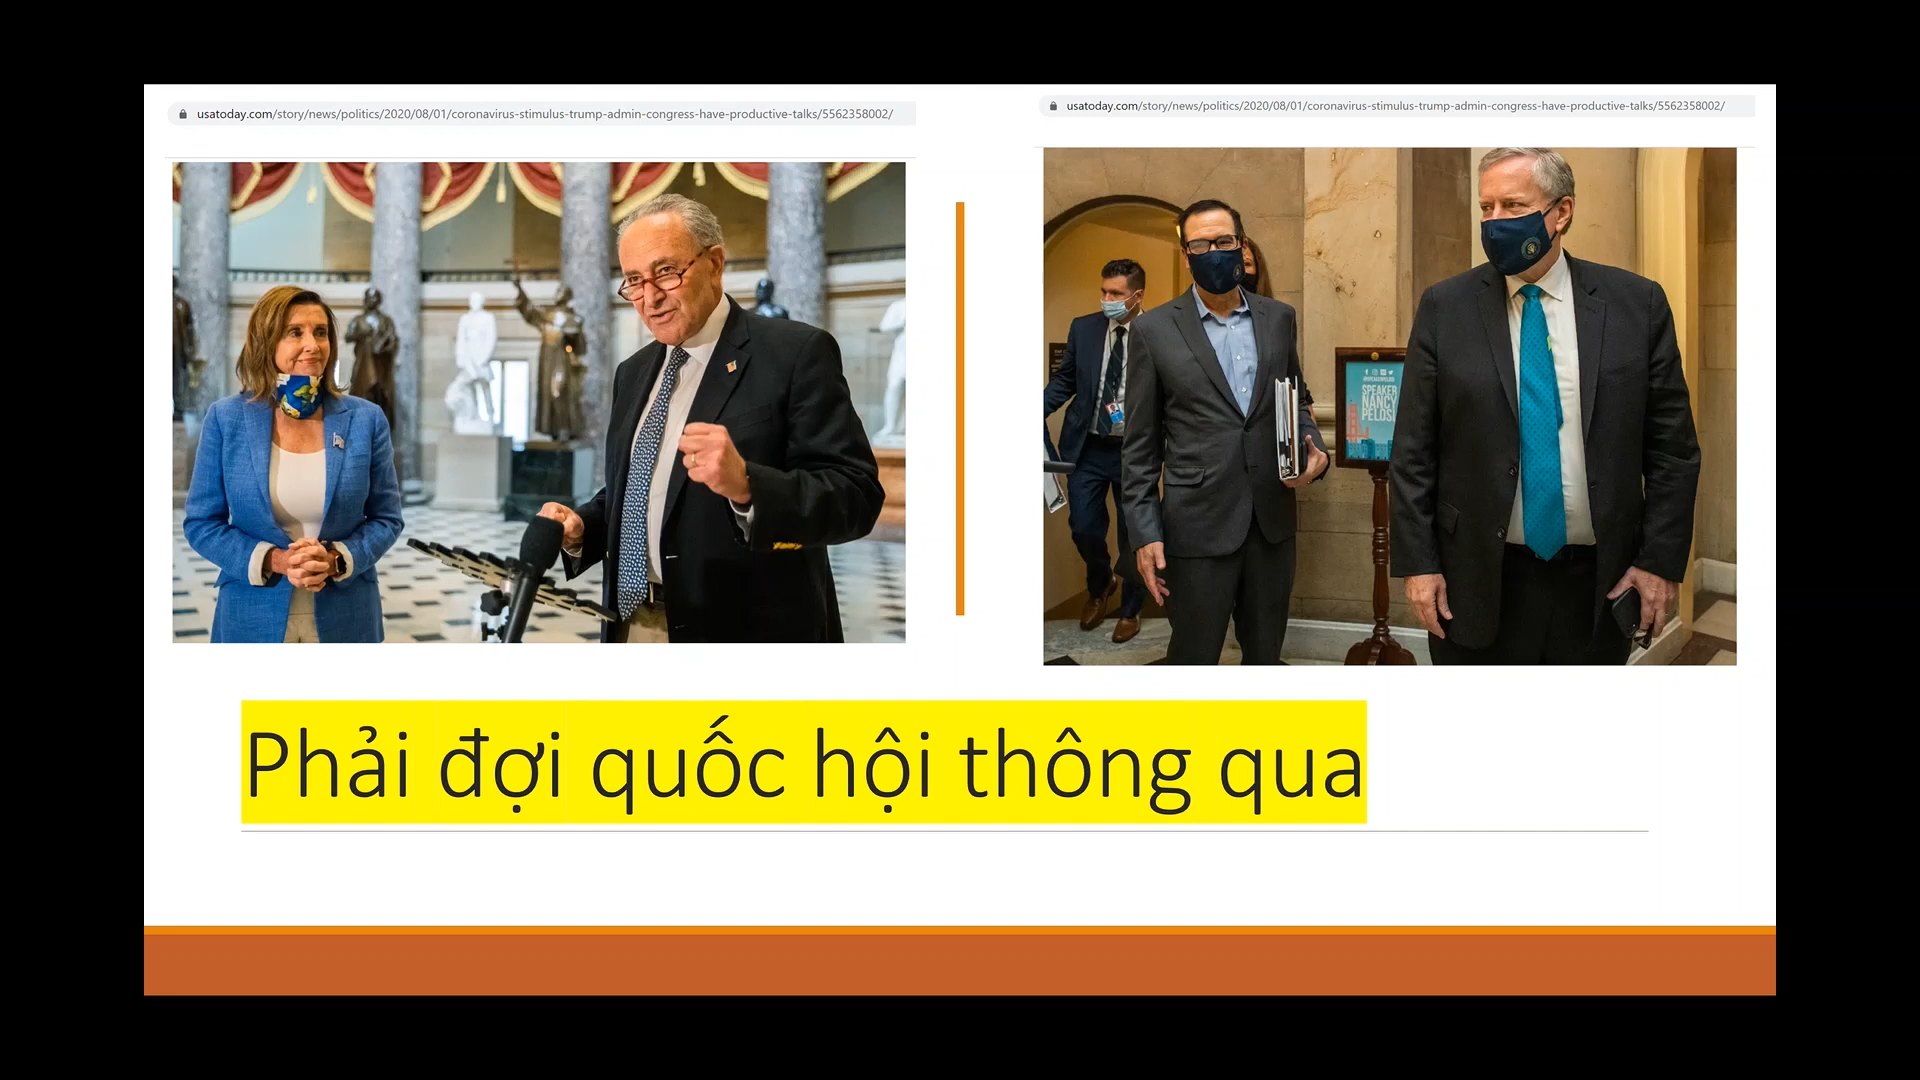 usatoday.com/story/news/politics/2020/08/01/coronavirus-stimulus-trump-admin-congress-have-productive-talks/5562358002/
usatoday.com/story/news/politics/2020/08/01/coronavirus-stimulus-trump-admin-congress-have-productive-talks/5562358002/
SPEAKER
NANCY
PELOSI
Phải đợi quốc hội thông qua